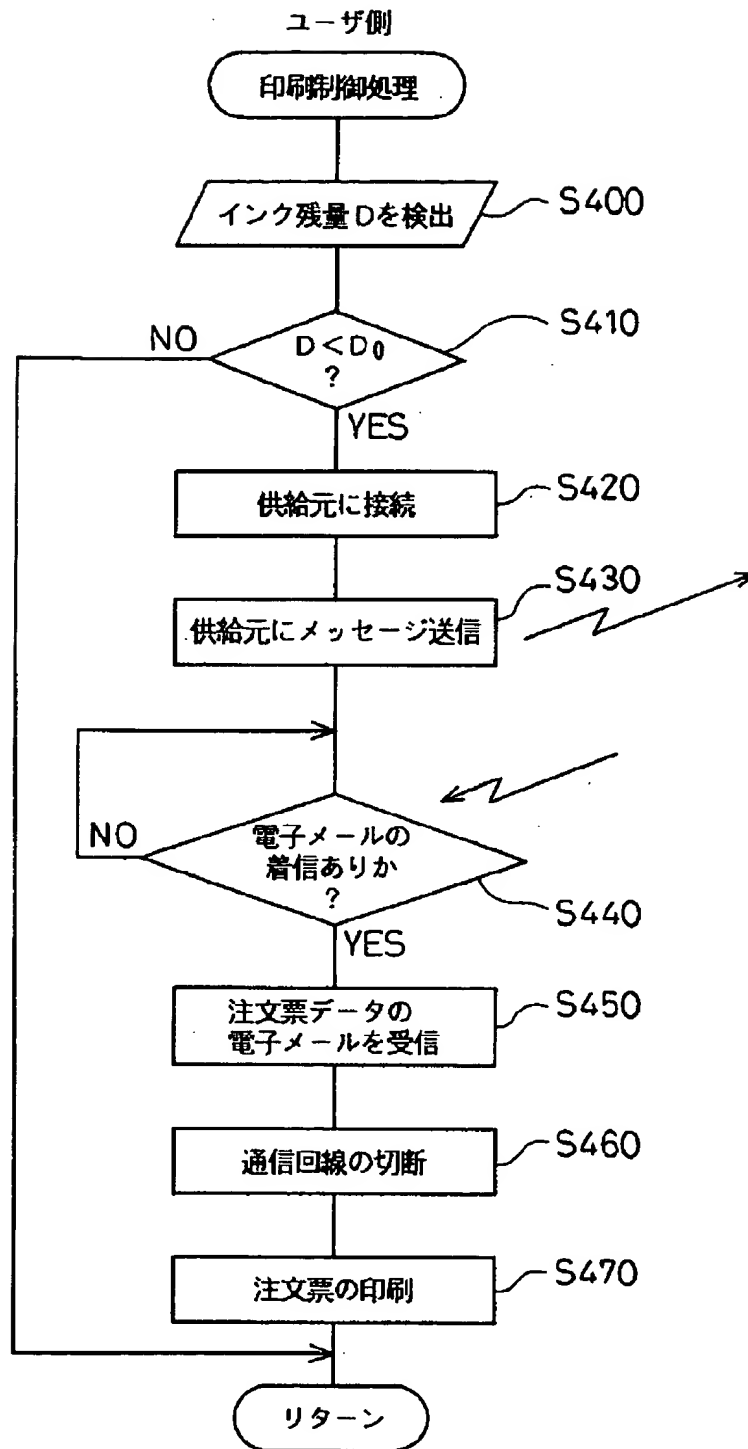 ユーザ側
印刷制御処理
インク残量Dを検出
S400
D<D0
?
S410
NO
YES
供給元に接続
S420
供給元にメッセージ送信
S430
電子メールの
着信ありか
?
S440
NO
YES
注文票データの
電子メールを受信
S450
通信回線の切断
S460
注文票の印刷
S470
リターン